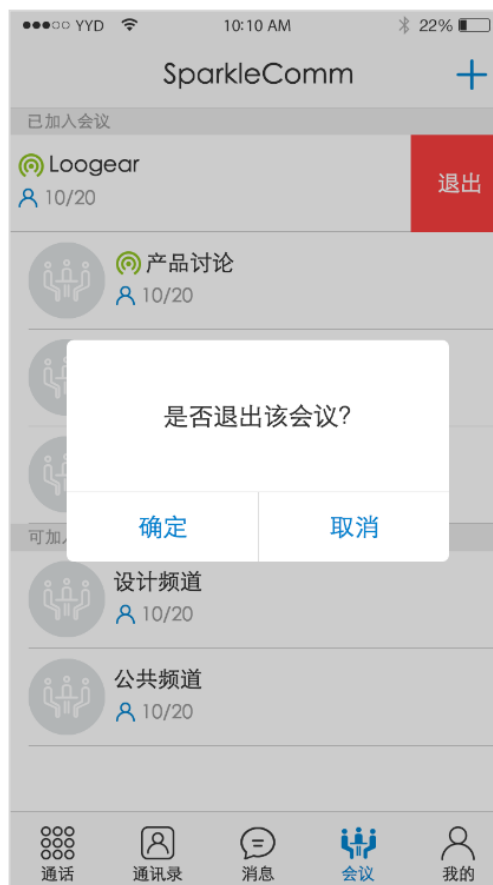 YYD
10:10 AM
22%
SparkleComm
已加入会议
Loogear
10/20
退出
产品讨论
10/20
是否退出该会议?
确定
取消
可加
设计频道
10/20
公共频道
10/20
通话
通讯录
消息
会议
我的